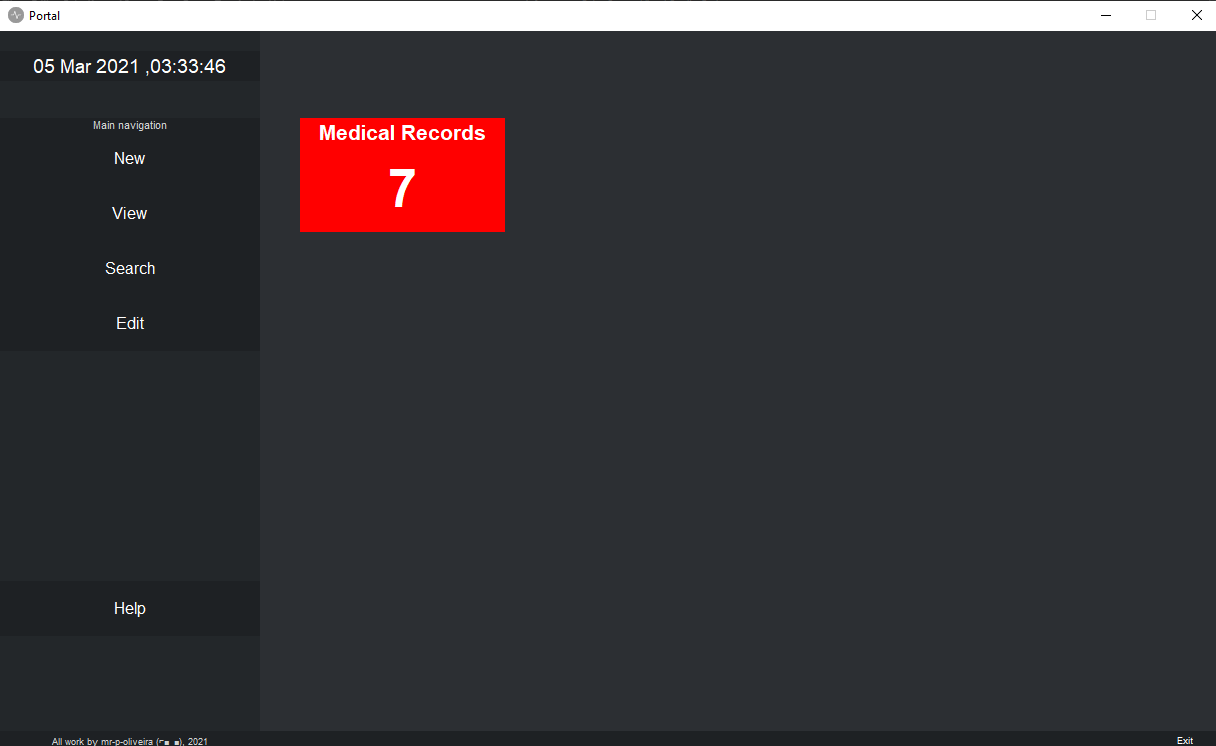 Portal
05 Mar 2021 ,03:33:46
Main navigation
New
View
Search
Edit
Medical Records
7
Help
All work by mr-p-oliveira (⌐■_■), 2021
Exit